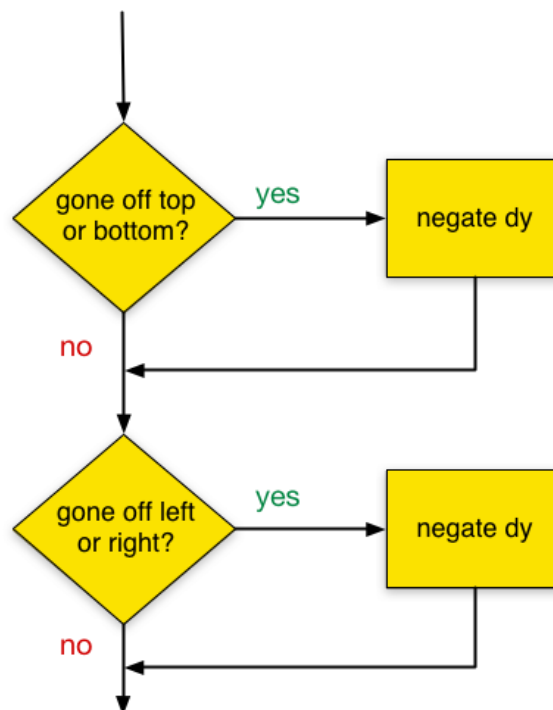 gone off top
or bottom?
yes
negate dy
no
gone off left
or right?
yes
negate dy
no